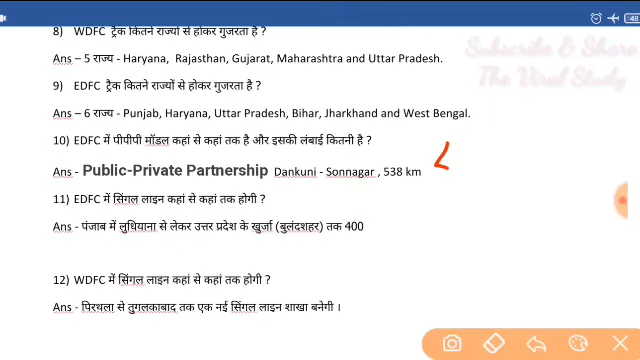 48
8) WDFC ट्रैक कितने राज्यों से होकर गुजरता है ?
Subscribe & Share
Ans – 5 राज्य - Haryana, Rajasthan, Gujarat, Maharashtra and Uttar Pradesh.
The Viral Study
9) EDFC ट्रैक कितने राज्यों से होकर गुजरता है ?
Ans – 6 राज्य - Punjab, Haryana, Uttar Pradesh, Bihar, Jharkhand and West Bengal.
10) EDFC में पीपीपी मॉडल कहां से कहां तक है और इसकी लंबाई कितनी है ?
Ans - Public-Private Partnership Dankuni - Sonnagar , 538 km
11) EDFC में सिंगल लाइन कहां से कहां तक होगी ?
Ans - पंजाब में लुधियाना से लेकर उत्तर प्रदेश के खुर्जा (बुलंदशहर) तक 400
12) WDFC में सिंगल लाइन कहां से कहां तक होगी ?
Ans - पिरथला से तुगलकाबाद तक एक नई सिंगल लाइन शाखा बनेगी ।